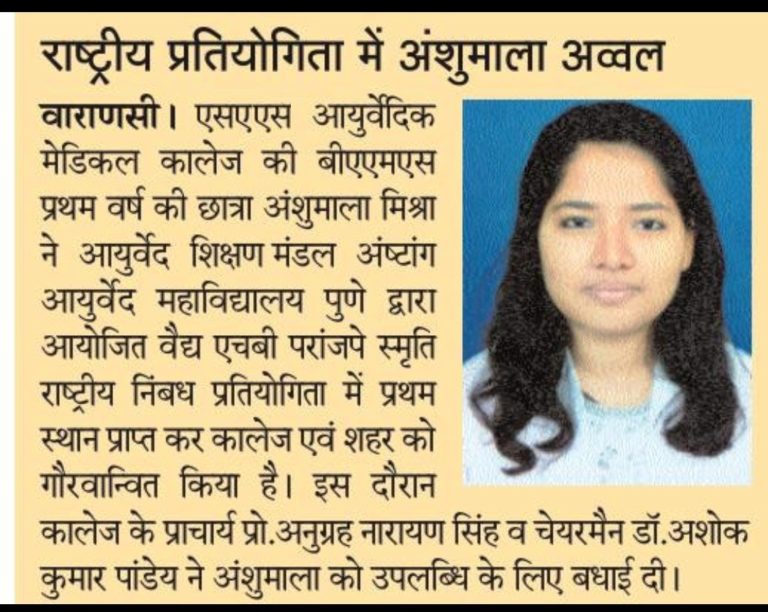 राष्ट्रीय प्रतियोगिता में अंशुमाला अव्वल
वाराणसी। एसएएस आयुर्वेदिक
मेडिकल कालेज की बीएएमएस
प्रथम वर्ष की छात्रा अंशुमाला मिश्रा
ने आयुर्वेद शिक्षण मंडल अंष्टांग
आयुर्वेद महाविद्यालय पुणे द्वारा
आयोजित वैद्य एचबी परांजपे स्मृति
राष्ट्रीय निंबध प्रतियोगिता में प्रथम
स्थान प्राप्त कर कालेज एवं शहर को
गौरवान्वित किया है। इस दौरान
कालेज के प्राचार्य प्रो.अनुग्रह नारायण सिंह व चेयरमैन डॉ.अशोक
कुमार पांडेय ने अंशुमाला को उपलब्धि के लिए बधाई दी।